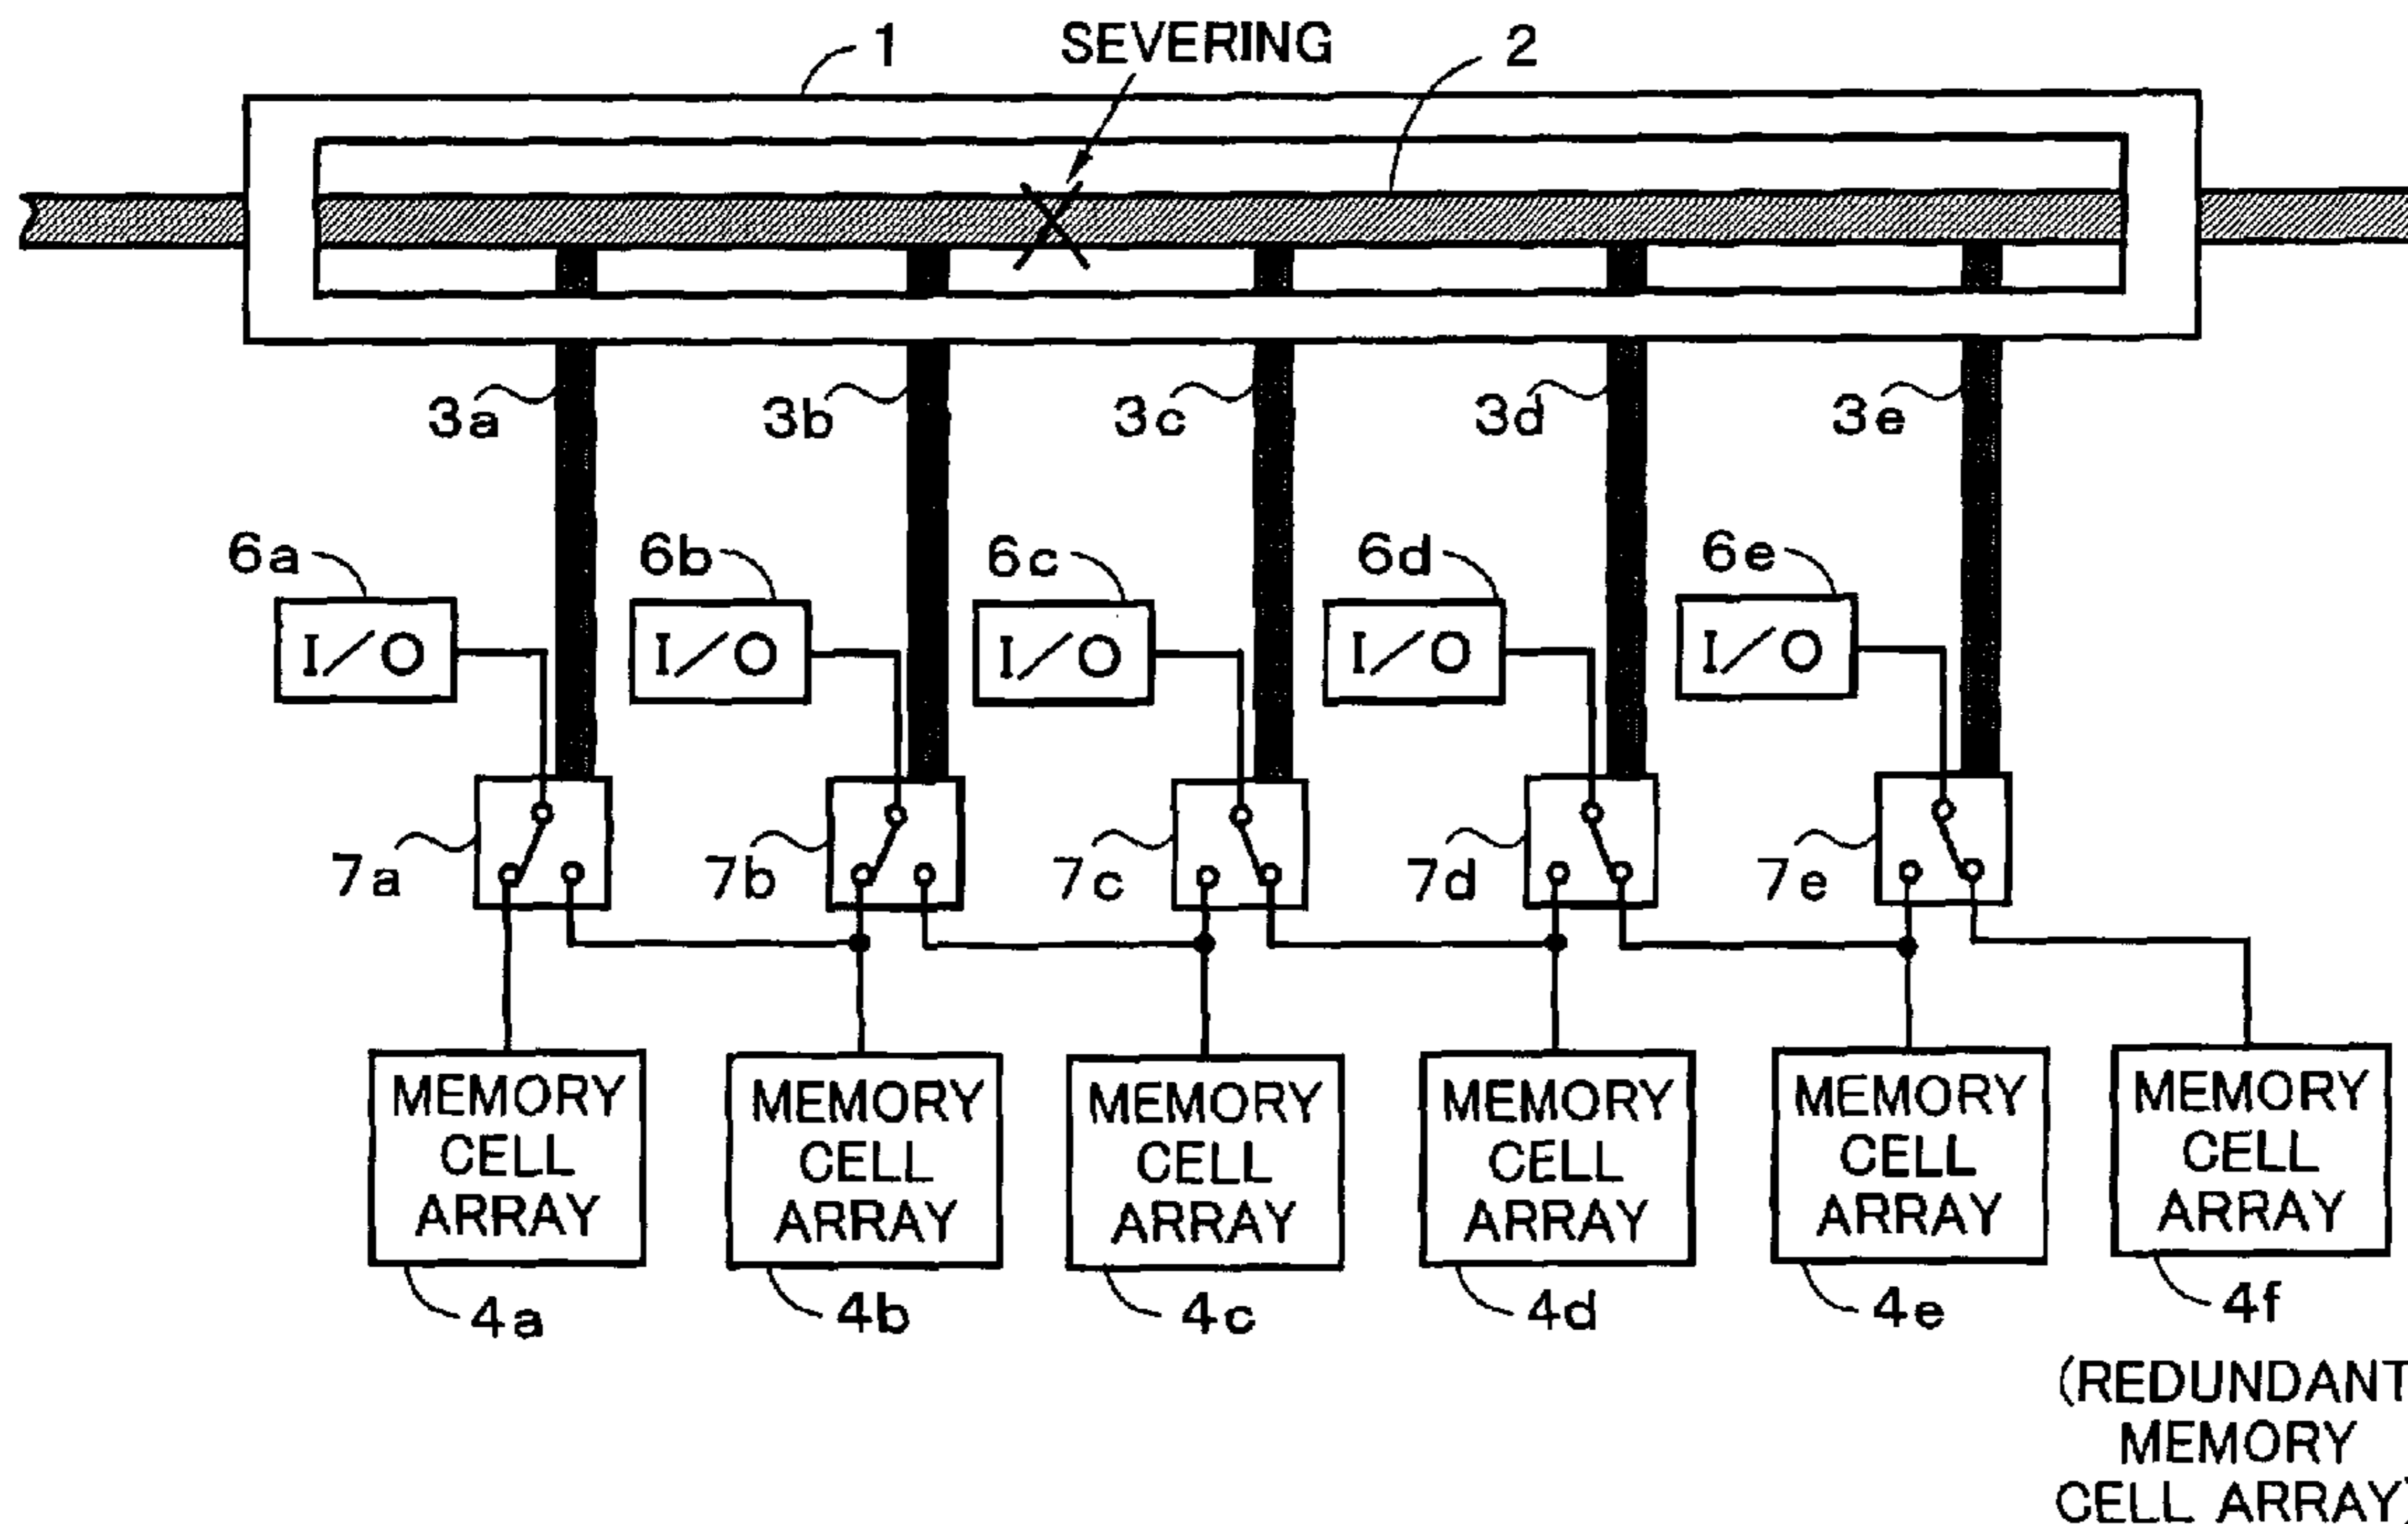 1
SEVERING
2
3a
3b
3c
3d
3e
6a
6b
6c
6d
6e
I/O
I/O
I/O
I/O
I/O
7a
7b
7c
7d
7e
MEMORY
CELL
ARRAY
MEMORY
CELL
ARRAY
MEMORY
CELL
ARRAY
MEMORY
CELL
ARRAY
MEMORY
CELL
ARRAY
MEMORY
CELL
ARRAY
4a
4b
4c
4d
4e
4f
(REDUNDANT
MEMORY
CELL ARRAY)